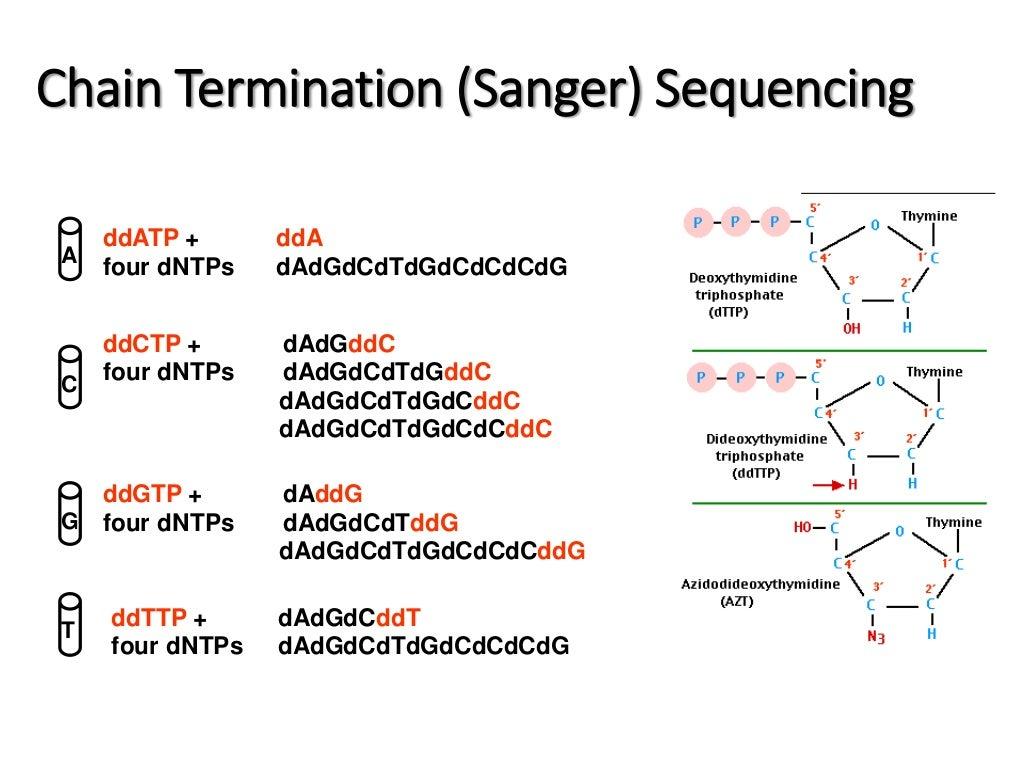 Chain Termination (Sanger) Sequencing
A
ddATP +
four dNTPs
ddA
dAdGdCdTdGdCdCdCdG
C
ddCTP +
four dNTPs
dAdGddC
dAdGdCdTdGddC
dAdGdCdTdGdCddC
dAdGdCdTdGdCdCddC
G
ddGTP +
four dNTPs
dAddG
dAdGdCdTddG
dAdGdCdTdGdCdCdCddG
T
ddTTP +
four dNTPs
dAdGdCddT
dAdGdCdTdGdCdCdCdG
P P P C 5´ O Thymine
C 4´ 1´ C
Deoxythymidine
triphosphate
(dTTP)
3´ 2´
C C
OH H
P P P C 5´ O Thymine
C 4´ 1´ C
Dideoxythymidine
triphosphate
(ddTTP)
3´ 2´
C C
H H
HO C 5´ O Thymine
C 4´ 1´ C
Azidodideoxythymidine
(AZT)
3´ 2´
C C
N3 H